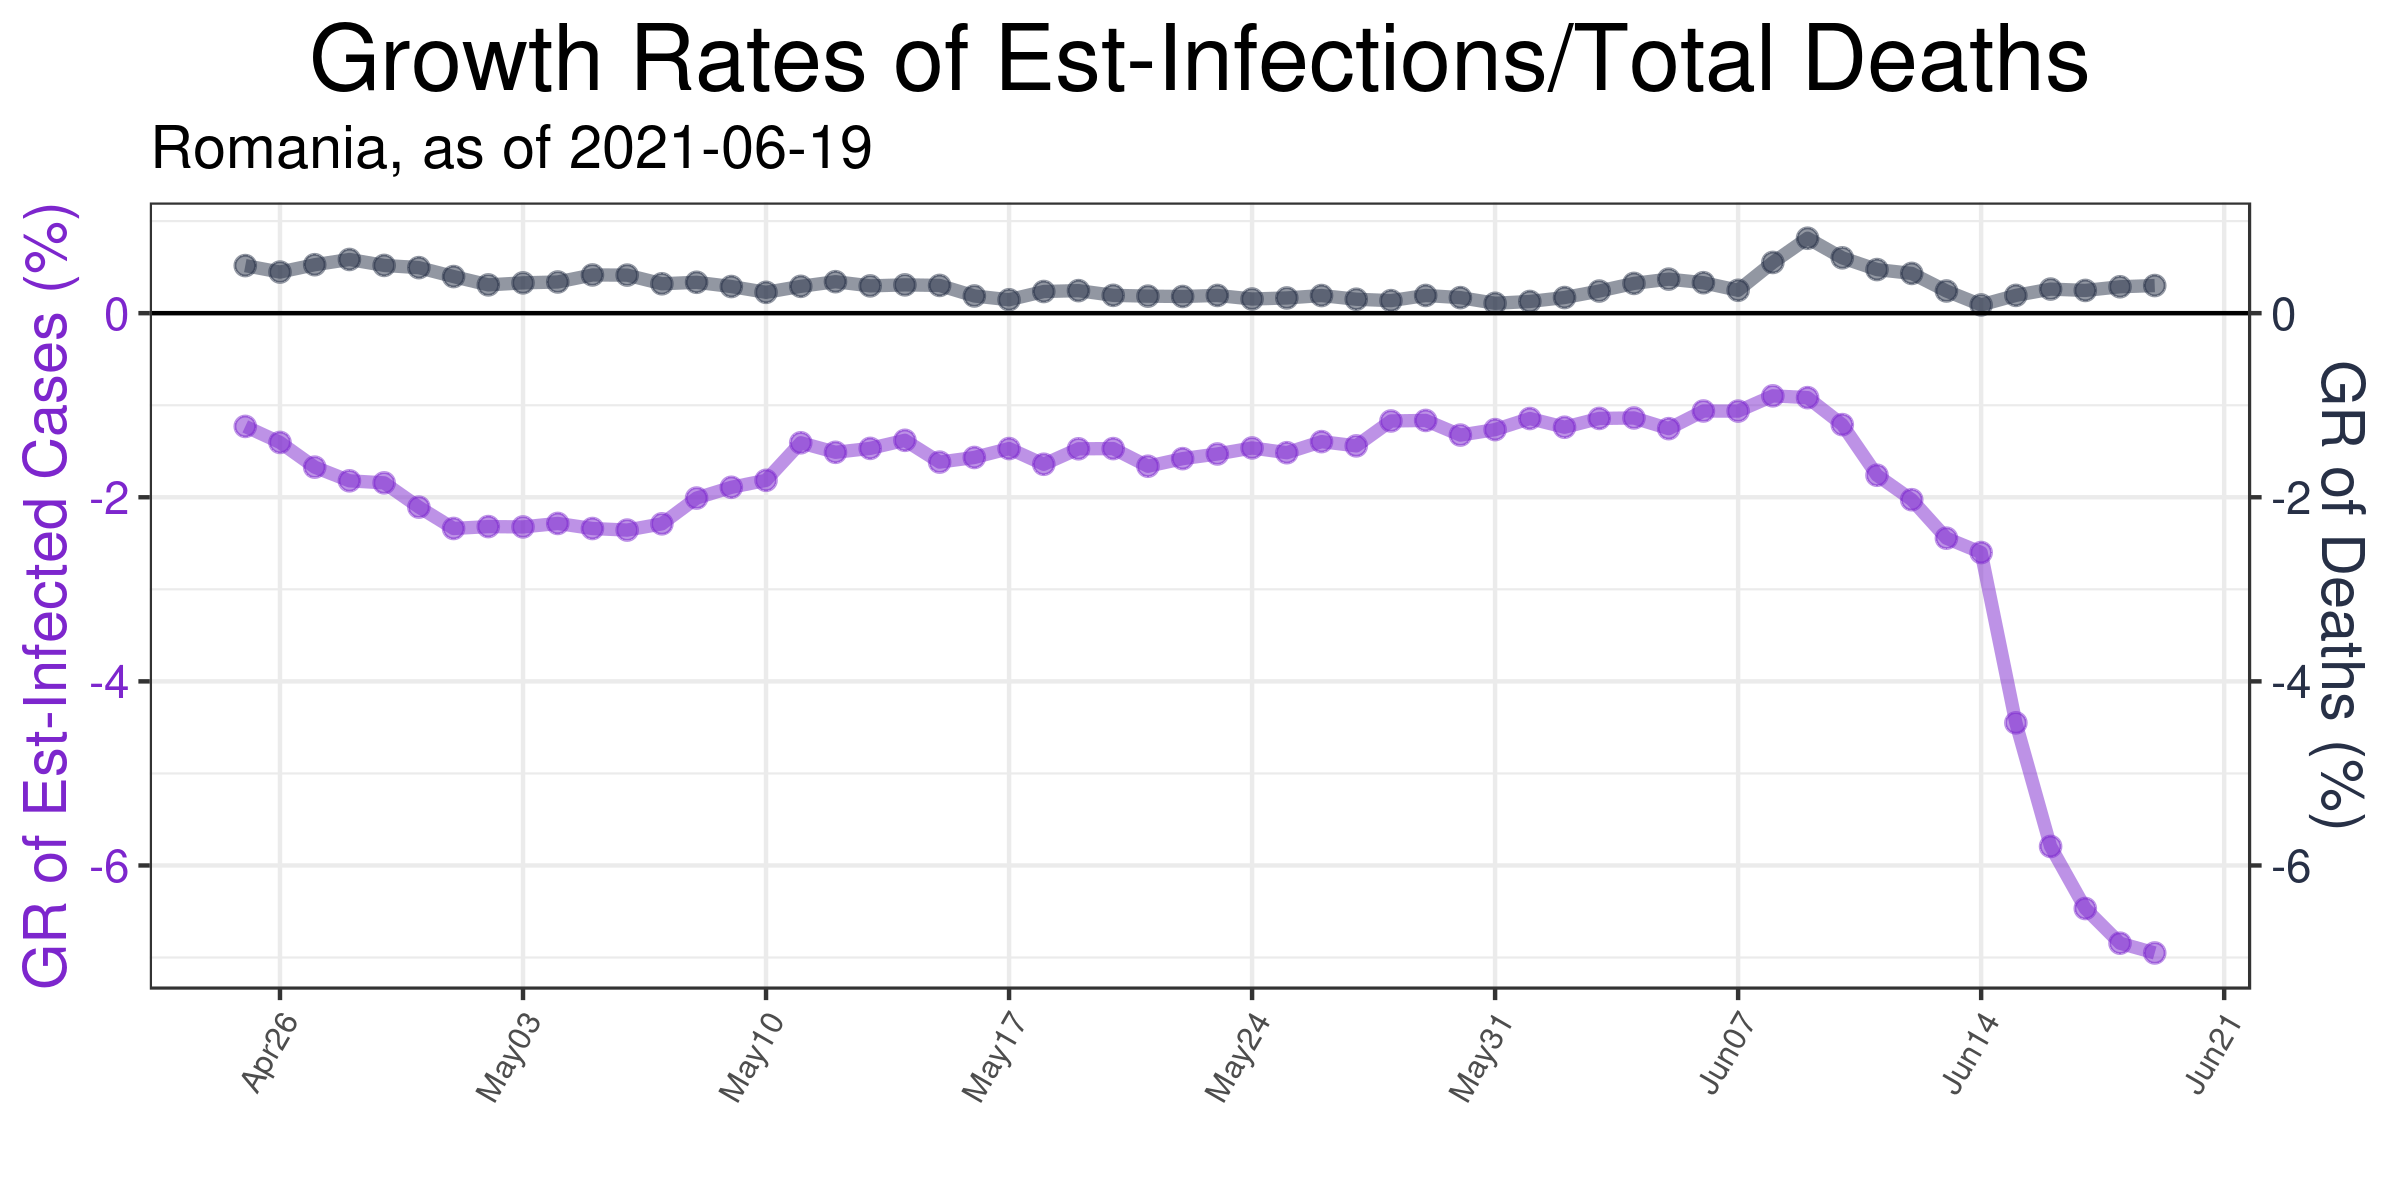 Growth Rates of Est-Infections/Total Deaths
Romania, as of 2021-06-19
GR of Est-Infected Cases (%)
0
-2
-4
-6
0
-2
-4
-6
GR of Deaths (%)
Apr26
May03
May10
May17
May24
May31
Jun07
Jun14
Jun21